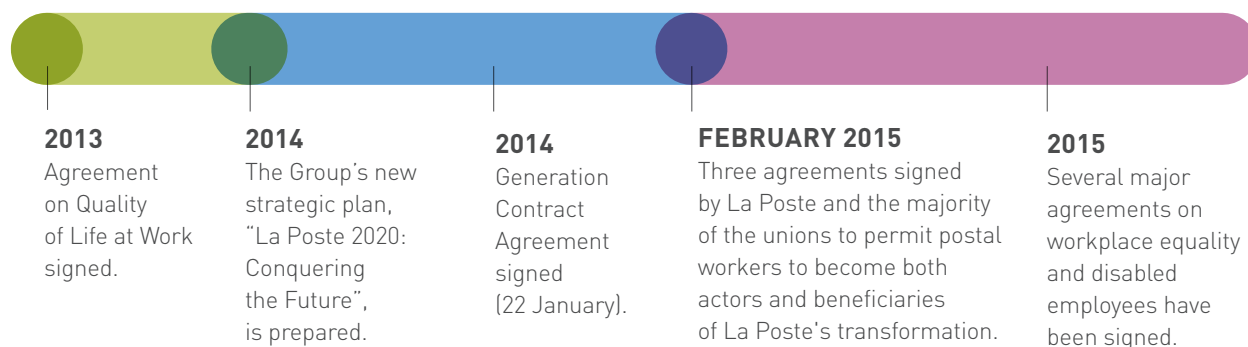 2013
Agreement
on Quality
of Life at Work
signed.
2014
The Group's new
strategic plan,
“La Poste 2020:
Conquering
the Future”,
is prepared.
2014
Generation
Contract
Agreement
signed
(22 January).
FEBRUARY 2015
Three agreements signed
by La Poste and the majority
of the unions to permit postal
workers to become both
actors and beneficiaries
of La Poste's transformation.
2015
Several major
agreements on
workplace equality
and disabled
employees have
been signed.